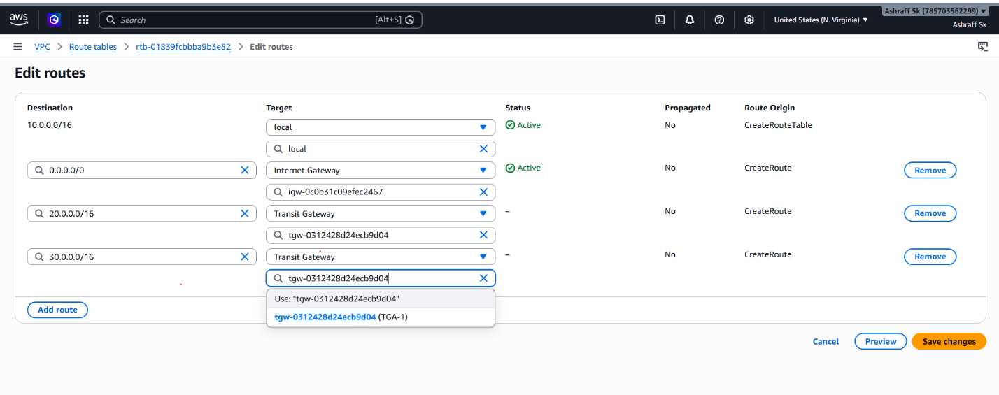 aws
Search [Alt+S]
United States (N. Virginia)
Ashraff Sk (785703562299)
Ashraff Sk
VPC > Route tables > rtb-01839fcbbba9b3e82 > Edit routes
Edit routes
Destination Target Status Propagated Route Origin
10.0.0.0/16 local Active No CreateRouteTable
local
0.0.0.0/0 Internet Gateway Active No CreateRoute Remove
igw-0c0b31c09efec2467
20.0.0.0/16 Transit Gateway – No CreateRoute Remove
tgw-0312428d24ecb9d04
30.0.0.0/16 Transit Gateway – No CreateRoute Remove
tgw-0312428d24ecb9d04
Use: "tgw-0312428d24ecb9d04"
Add route
tgw-0312428d24ecb9d04 (TGA-1)
Cancel Preview Save changes